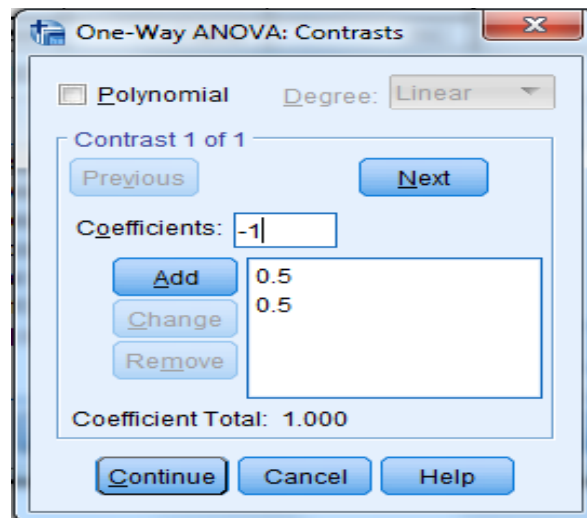 One-Way ANOVA: Contrasts
Polynomial Degree: Linear
Contrast 1 of 1
Previous Next
Coefficients: -1
Add
Change
Remove
0.5
0.5
Coefficient Total: 1.000
Continue Cancel Help